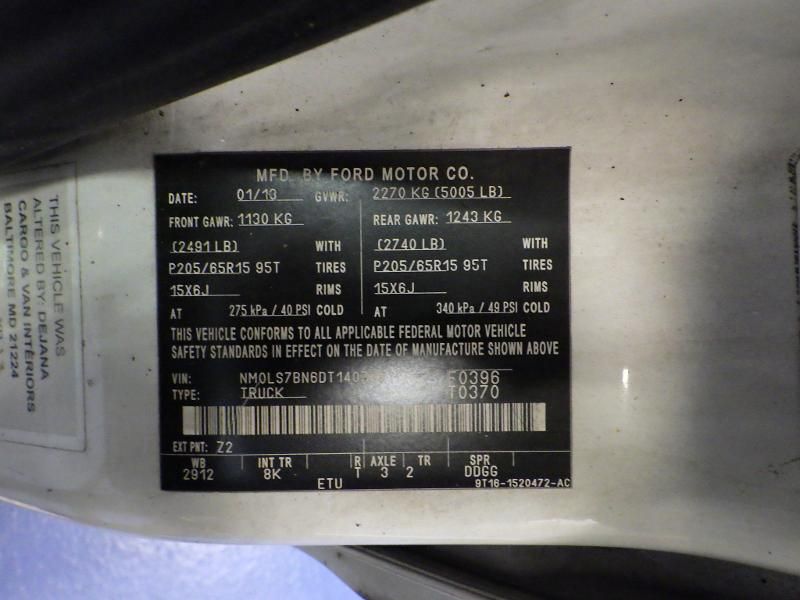 MFD. BY FORD MOTOR CO.
DATE: 01/13 GVWR: 2270 KG (5005 LB)
FRONT GAWR: 1130 KG REAR GAWR: 1243 KG
(2491 LB) WITH (2740 LB) WITH
P205/65R15 95T TIRES P205/65R15 95T TIRES
15X6J RIMS 15X6J RIMS
AT 275 kPa / 40 PSI COLD AT 340 kPa / 49 PSI COLD
THIS VEHICLE CONFORMS TO ALL APPLICABLE FEDERAL MOTOR VEHICLE
SAFETY STANDARDS IN EFFECT ON THE DATE OF MANUFACTURE SHOWN ABOVE
VIN: F0396
TYPE: TRUCK T0370
EXT PNT: Z2
WB INT TR R AXLE TR SPR
2912 8K T 3 2 DDGG
ETU 9T16-1520472-AC
THIS VEHICLE WAS
ALTERED BY: DEJANA
CARGO & VAN INTERIORS
BALTIMORE MD 21224